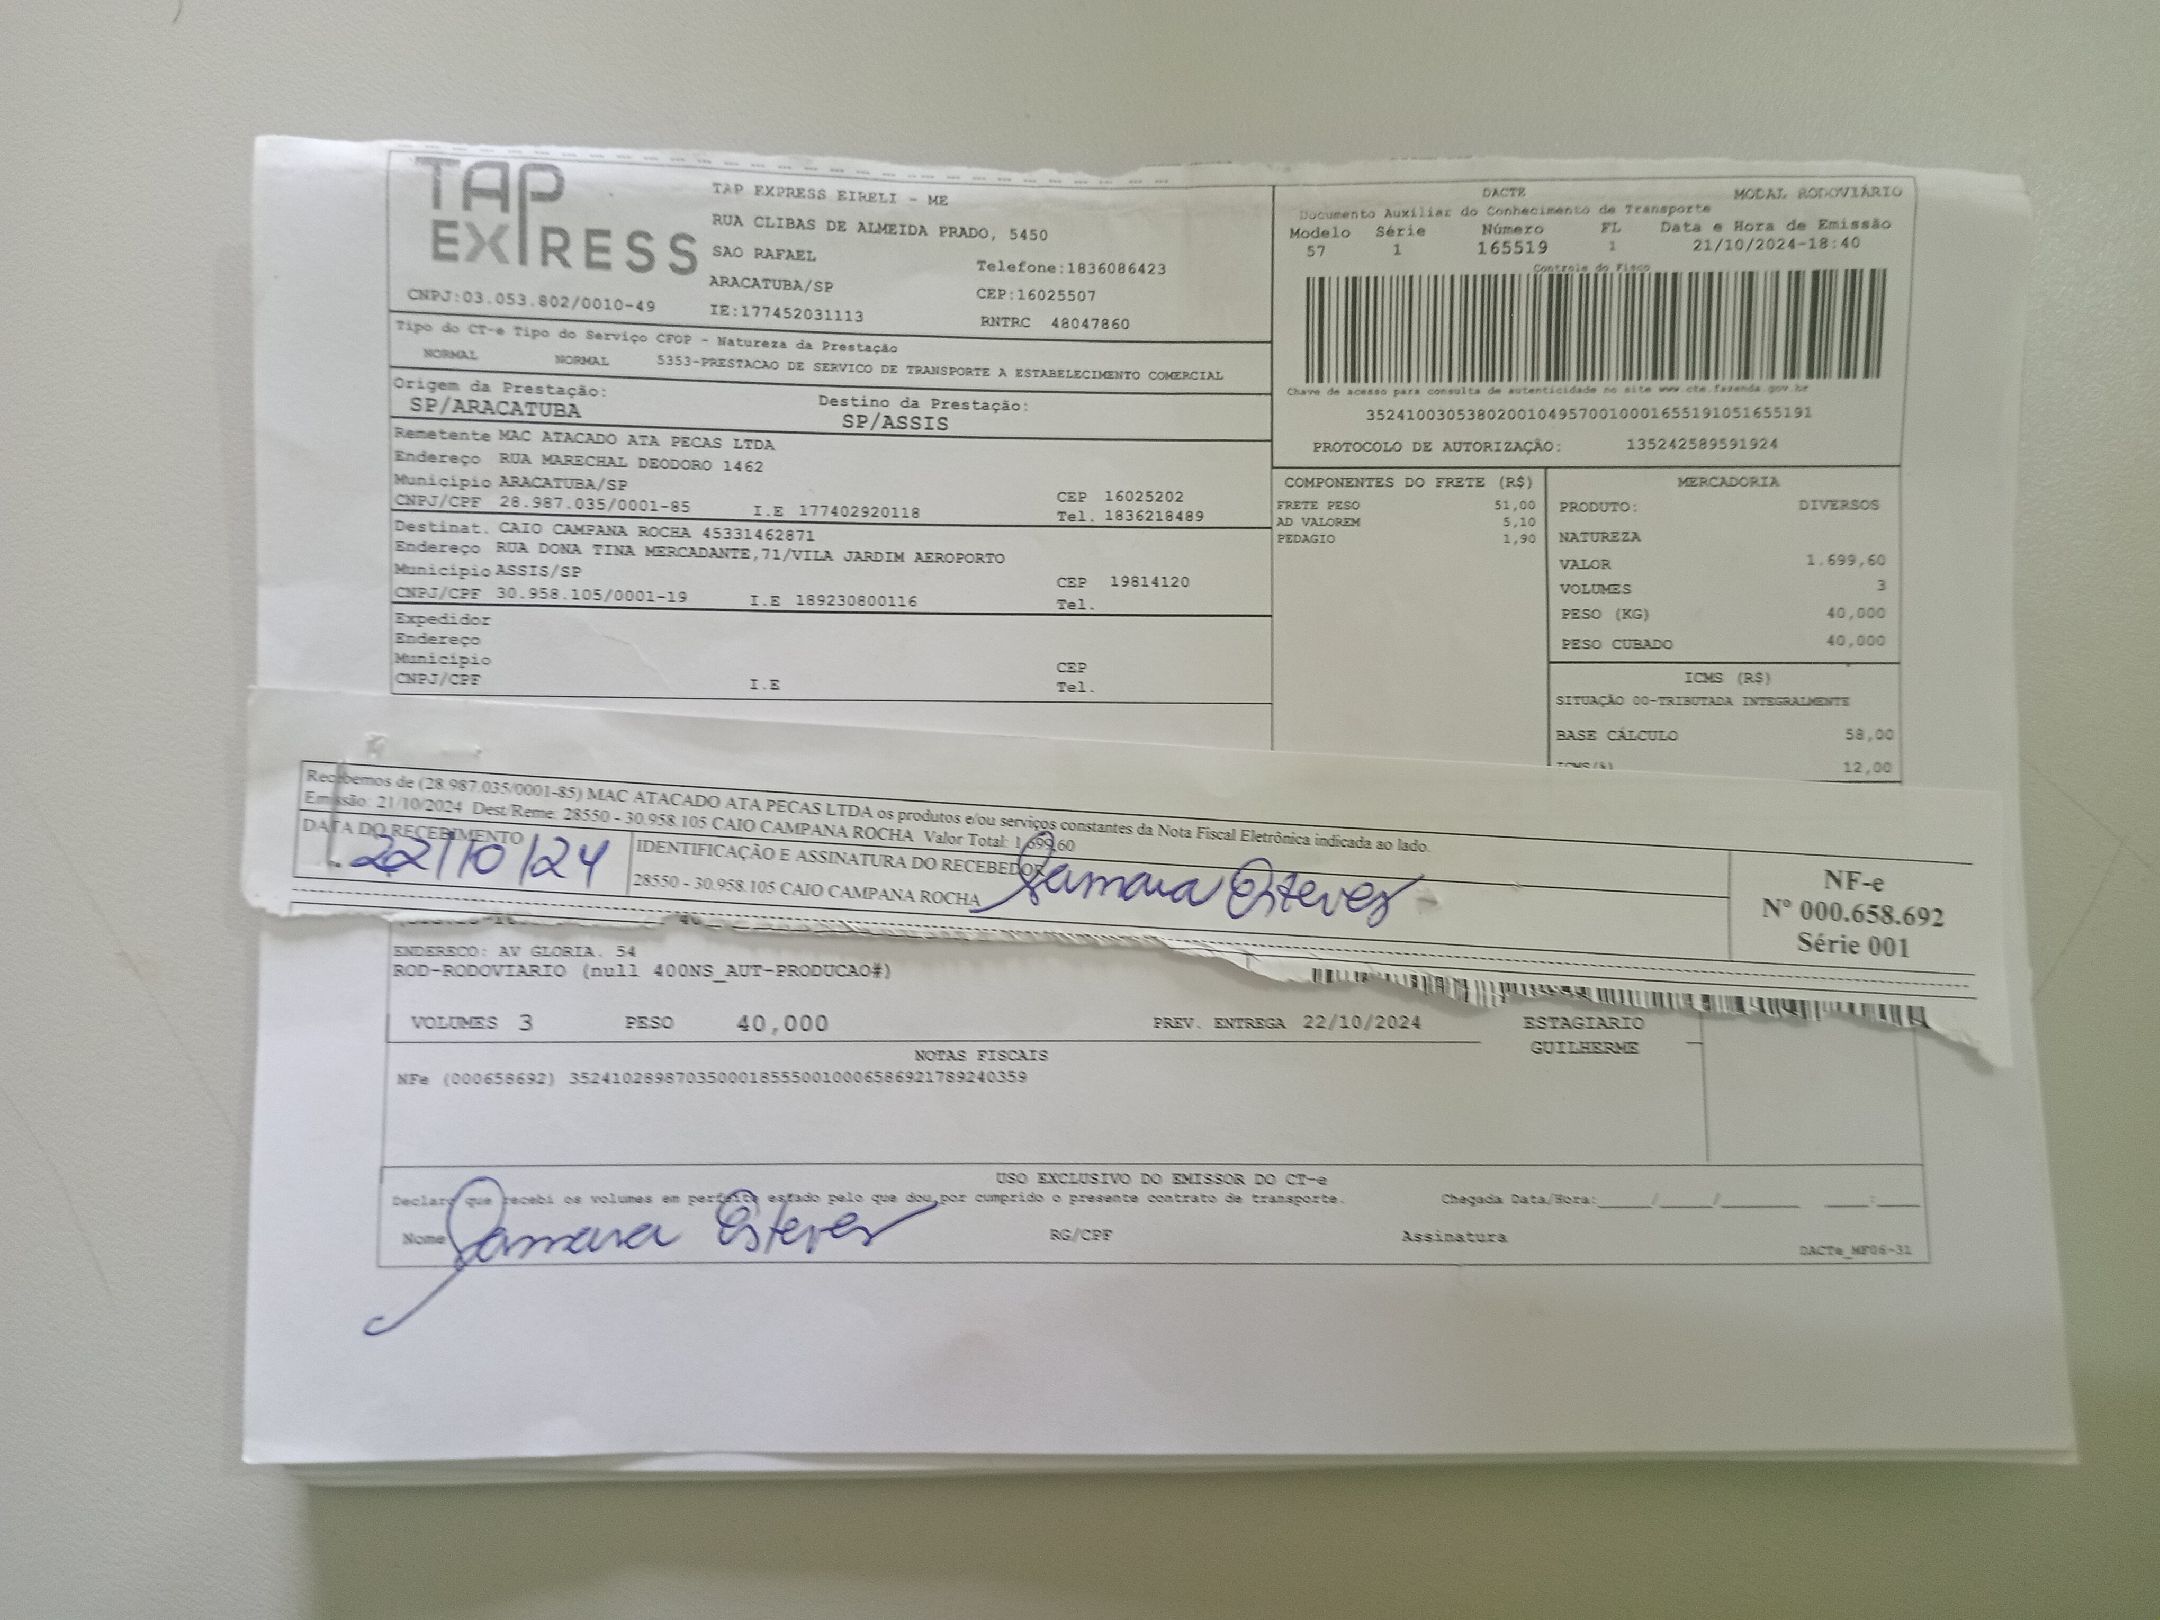 TAP
EXPRESS
TAP EXPRESS EIRELI - ME
RUA CLIBAS DE ALMEIDA PRADO, 5450
SAO RAFAEL
Telefone:1836086423
ARACATUBA/SP
CEP:16025507
CNPJ:03.053.802/0010-49
IE:177452031113
RNTRC 48047860
DACTE
MODAL RODOVIÁRIO
Documento Auxiliar do Conhecimento de Transporte
Modelo Série Número FL Data e Hora de Emissão
57 1 165519 1 21/10/2024-18:40
Controle do Fisco
Chave de acesso para consulta de autenticidade no site www.cte.fazenda.gov.br
35241003053802001049570010001655191051655191
PROTOCOLO DE AUTORIZAÇÃO: 135242589591924
Tipo do CT-e Tipo do Serviço CFOP - Natureza da Prestação
NORMAL NORMAL 5353-PRESTACAO DE SERVICO DE TRANSPORTE A ESTABELECIMENTO COMERCIAL
Origem da Prestação: Destino da Prestação:
SP/ARACATUBA SP/ASSIS
Remetente MAC ATACADO ATA PECAS LTDA
Endereço RUA MARECHAL DEODORO 1462
Município ARACATUBA/SP CEP 16025202
CNPJ/CPF 28.987.035/0001-85 I.E 177402920118 Tel. 1836218489
Destinat. CAIO CAMPANA ROCHA 45331462871
Endereço RUA DONA TINA MERCADANTE,71/VILA JARDIM AEROPORTO
Município ASSIS/SP CEP 19814120
CNPJ/CPF 30.958.105/0001-19 I.E 189230800116 Tel.
Expedidor
Endereço
Município CEP
CNPJ/CPF I.E Tel.
COMPONENTES DO FRETE (R$)
FRETE PESO 51,00
AD VALOREM 5,10
PEDAGIO 1,90
MERCADORIA
PRODUTO: DIVERSOS
NATUREZA
VALOR 1.699,60
VOLUMES 3
PESO (KG) 40,000
PESO CUBADO 40,000
ICMS (R$)
SITUAÇÃO 00-TRIBUTADA INTEGRALMENTE
BASE CÁLCULO 58,00
ICMS(%) 12,00
Recebemos de (28.987.035/0001-85) MAC ATACADO ATA PECAS LTDA os produtos e/ou serviços constantes da Nota Fiscal Eletrônica indicada ao lado.
Emissão: 21/10/2024 Dest/Reme: 28550 - 30.958.105 CAIO CAMPANA ROCHA Valor Total: 1.699,60
DATA DO RECEBIMENTO
22/10/24
IDENTIFICAÇÃO E ASSINATURA DO RECEBEDOR
28550 - 30.958.105 CAIO CAMPANA ROCHA
Samara Esteves
NF-e
Nº 000.658.692
Série 001
ENDERECO: AV GLORIA. 54
ROD-RODOVIARIO (null 400NS_AUT-PRODUCAO#)
VOLUMES 3 PESO 40,000 PREV. ENTREGA 22/10/2024
ESTAGIARIO
GUILHERME
NOTAS FISCAIS
NFe (000658692) 35241028987035000185550010006586921789240359
USO EXCLUSIVO DO EMISSOR DO CT-e
Declaro que recebi os volumes em perfeito estado pelo que dou por cumprido o presente contrato de transporte. Chegada Data/Hora:_____/_____/_______ ____:____
Nome Samara Esteves RG/CPF Assinatura
DACTe_MF06-31